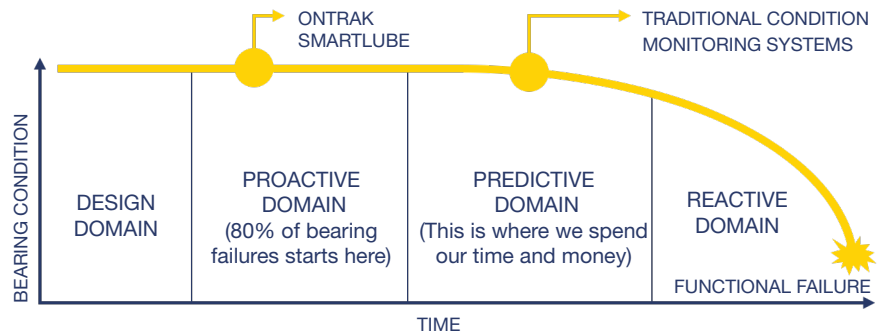 ONTRAK
SMARTLUBE
TRADITIONAL CONDITION
MONITORING SYSTEMS
BEARING CONDITION
DESIGN
DOMAIN
PROACTIVE
DOMAIN
(80% of bearing
failures starts here)
PREDICTIVE
DOMAIN
(This is where we spend
our time and money)
REACTIVE
DOMAIN
FUNCTIONAL FAILURE
TIME